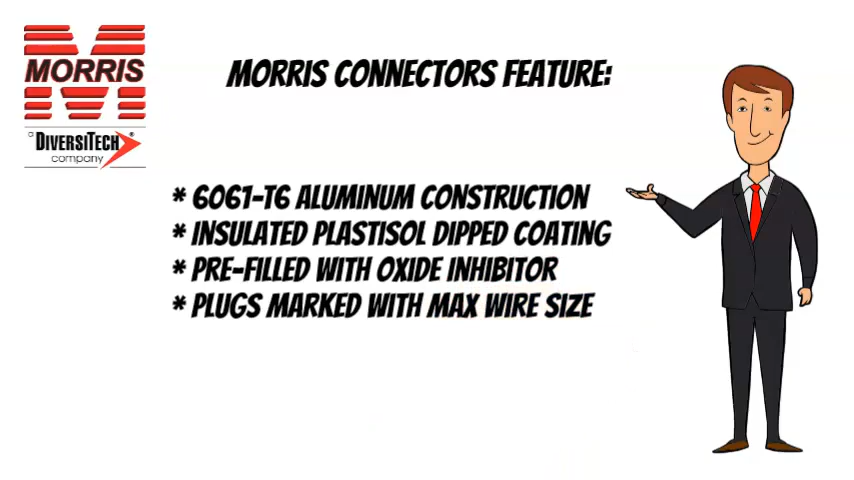 MORRIS
a DIVERSITECH®
company
MORRIS CONNECTORS FEATURE:
* 6061-T6 ALUMINUM CONSTRUCTION
* INSULATED PLASTISOL DIPPED COATING
* PRE-FILLED WITH OXIDE INHIBITOR
* PLUGS MARKED WITH MAX WIRE SIZE